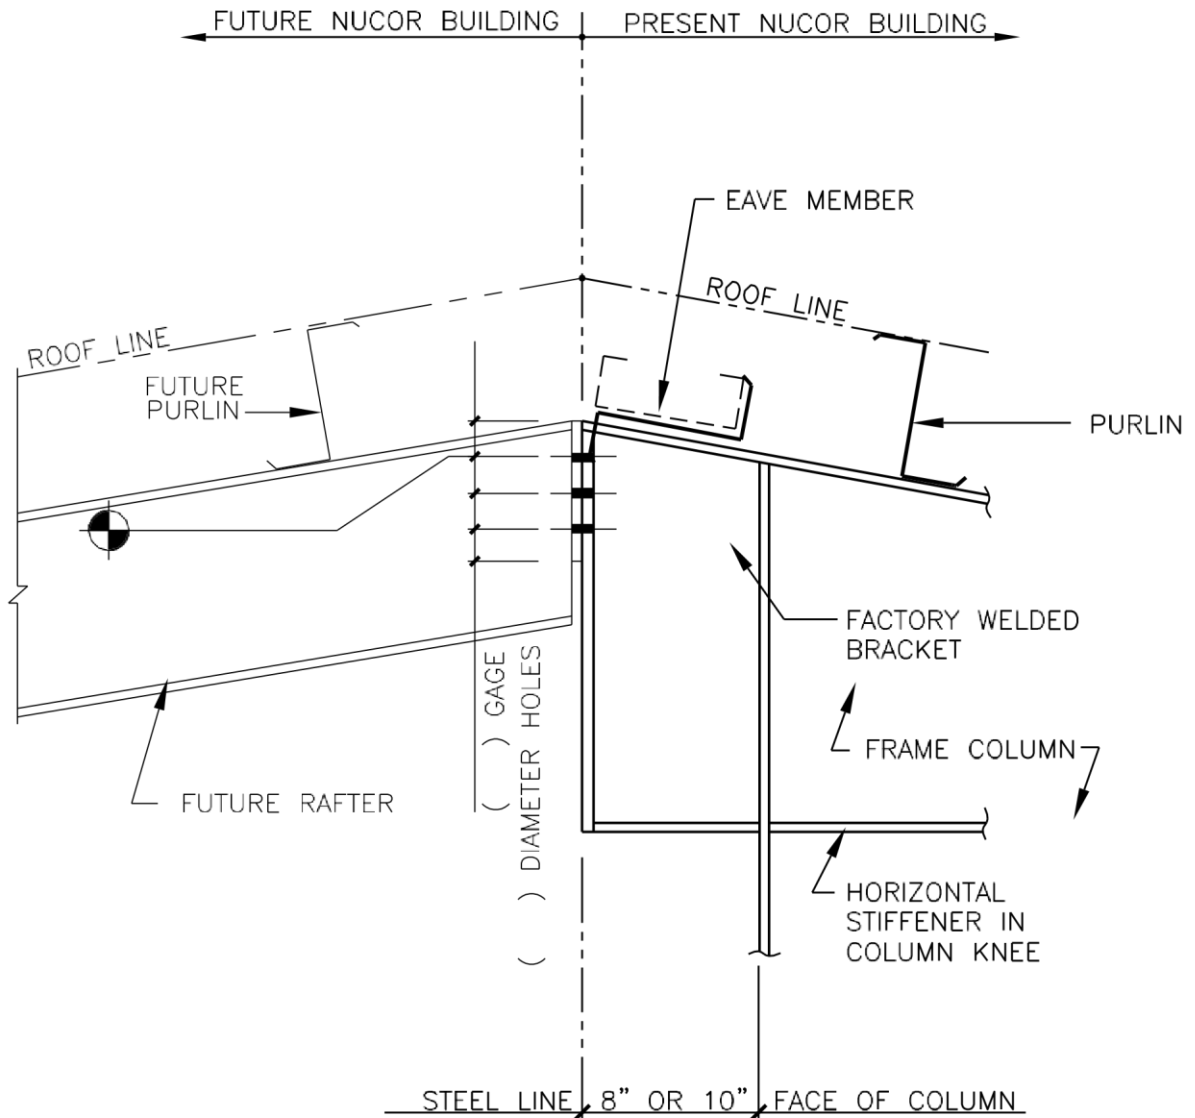 FUTURE NUCOR BUILDING
PRESENT NUCOR BUILDING
EAVE MEMBER
ROOF LINE
ROOF LINE
FUTURE
PURLIN
PURLIN
FACTORY WELDED
BRACKET
( ) GAGE
( ) DIAMETER HOLES
FRAME COLUMN
FUTURE RAFTER
HORIZONTAL
STIFFENER IN
COLUMN KNEE
STEEL LINE
8" OR 10"
FACE OF COLUMN